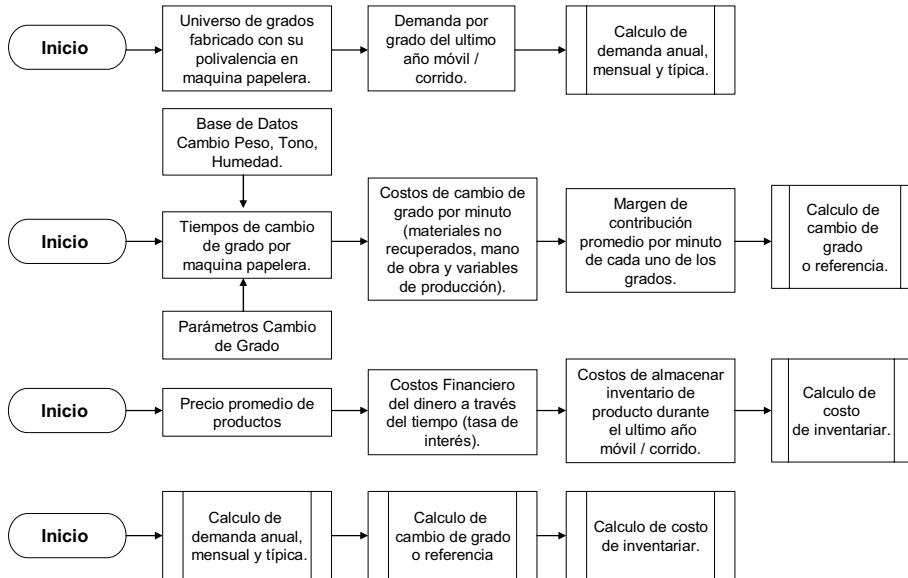 Inicio
Universo de grados
fabricado con su
polivalencia en
maquina papelera.
Demanda por
grado del ultimo
año móvil /
corrido.
Calculo de
demanda anual,
mensual y típica.
Base de Datos
Cambio Peso, Tono,
Humedad.
Inicio
Tiempos de cambio
de grado por
maquina papelera.
Costos de cambio de
grado por minuto
(materiales no
recuperados, mano
de obra y variables
de producción).
Margen de
contribución
promedio por minuto
de cada uno de los
grados.
Calculo de
cambio de
grado
o referencia.
Parámetros Cambio
de Grado
Inicio
Precio promedio de
productos
Costos Financiero
del dinero a través
del tiempo (tasa de
interés).
Costos de almacenar
inventario de
producto durante
el ultimo año
móvil / corrido.
Calculo de
costo
de inventariar.
Inicio
Calculo de
demanda anual,
mensual y típica.
Calculo de
cambio de grado
o referencia
Calculo de costo
de inventariar.